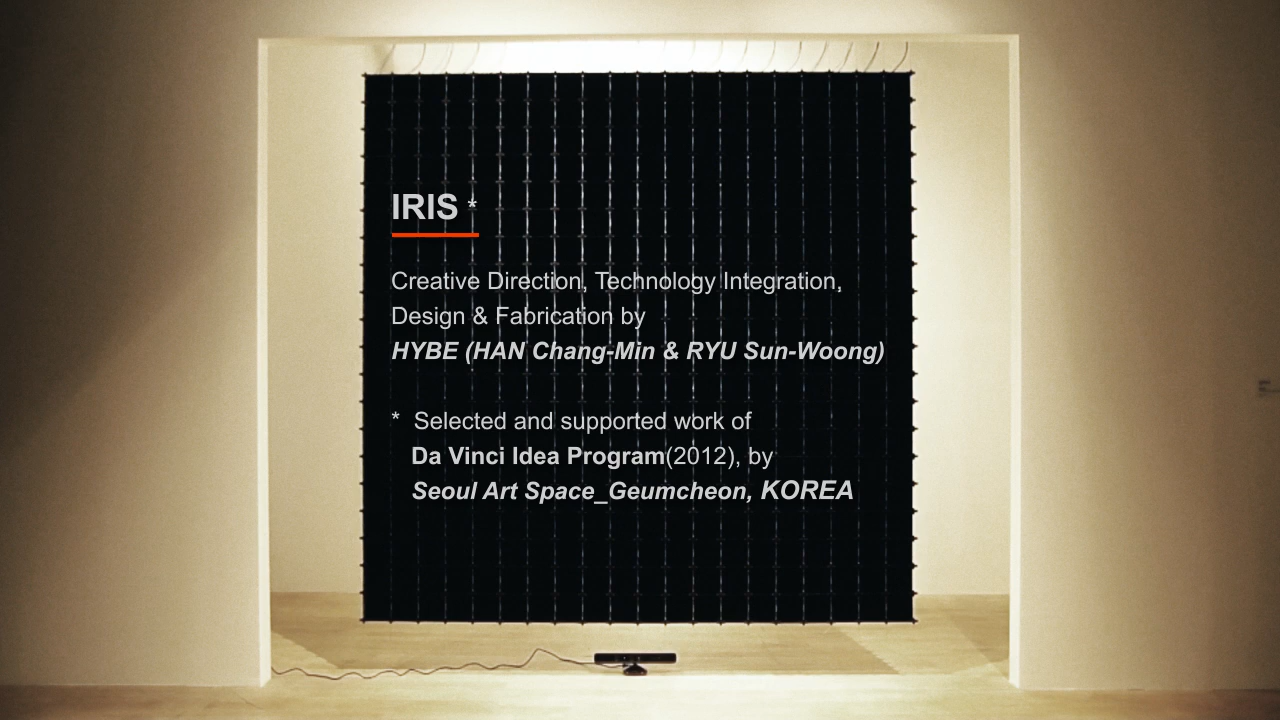 IRIS *
Creative Direction, Technology Integration,
Design & Fabrication by
HYBE (HAN Chang-Min & RYU Sun-Woong)
* Selected and supported work of
Da Vinci Idea Program(2012), by
Seoul Art Space_Geumcheon, KOREA